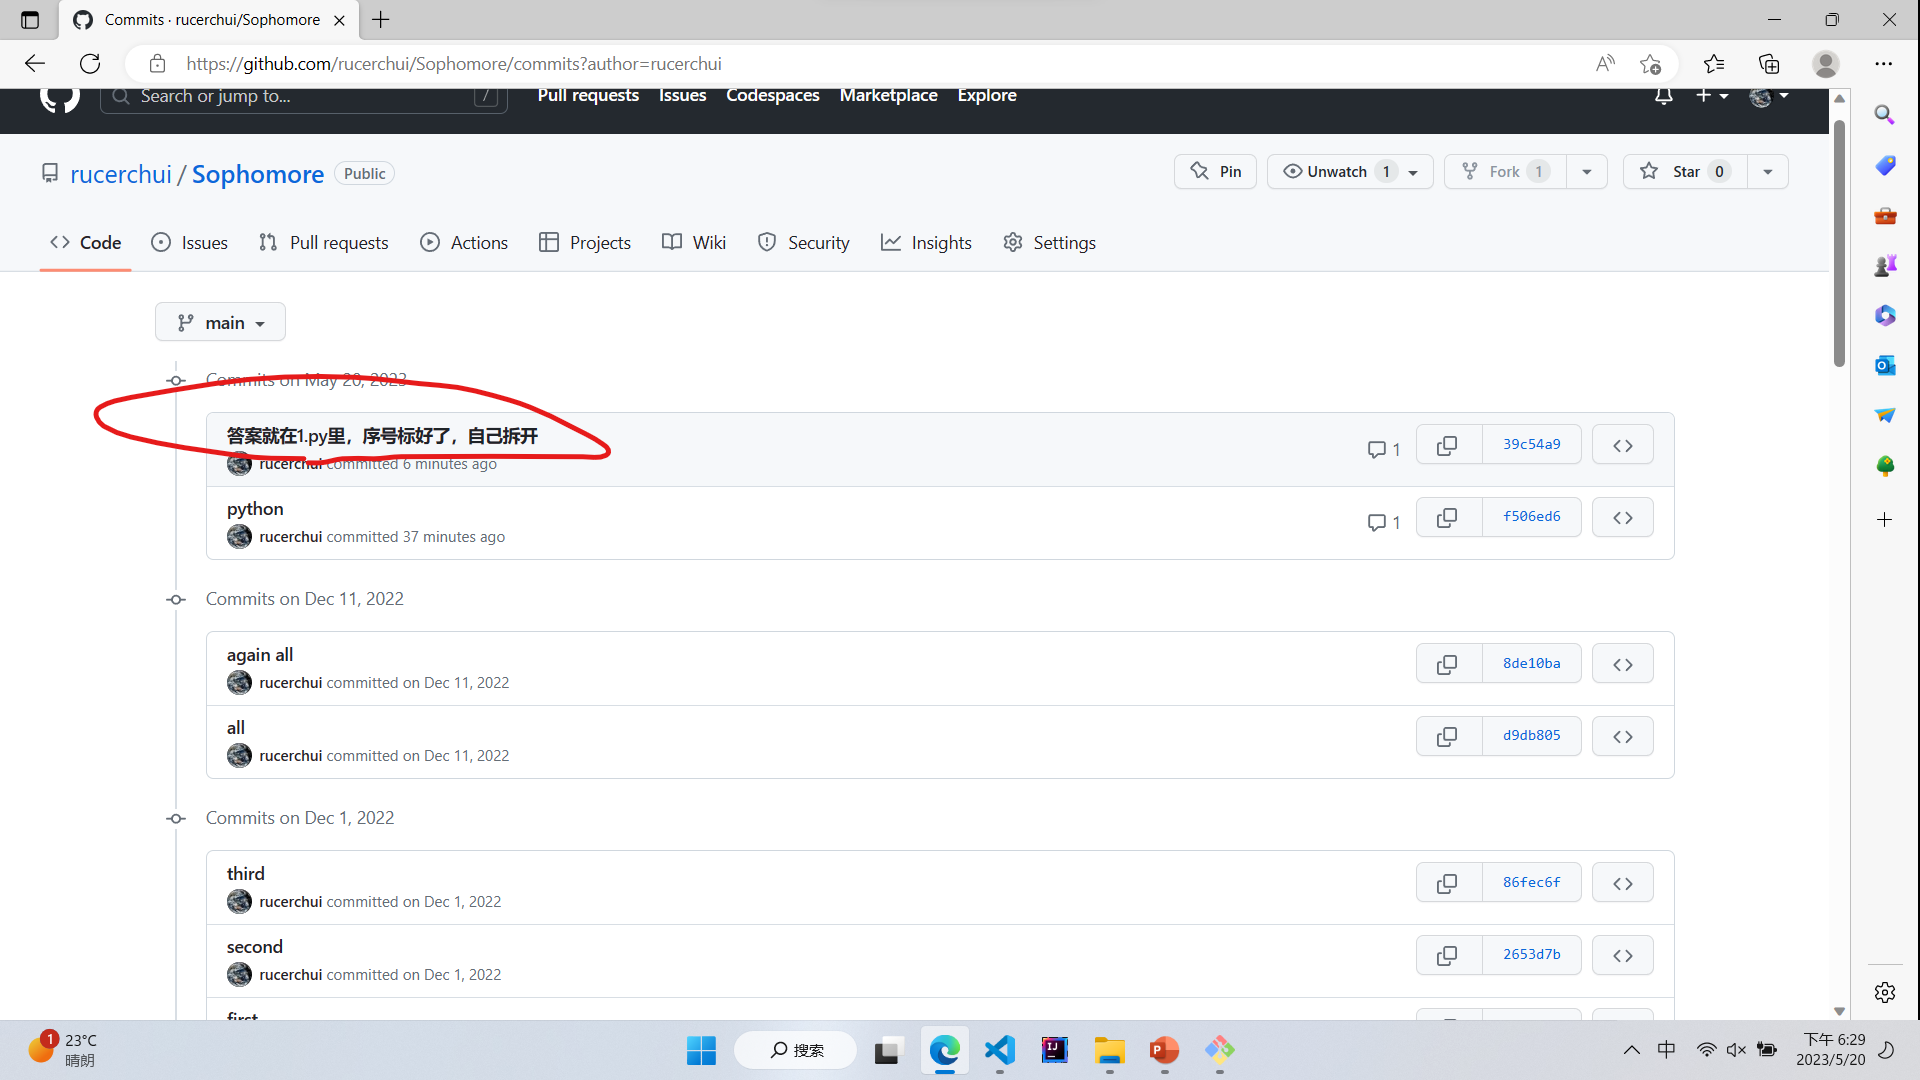 Commits · rucerchui/Sophomore
https://github.com/rucerchui/Sophomore/commits?author=rucerchui
Search or jump to... /
Pull requests Issues Codespaces Marketplace Explore
rucerchui / Sophomore Public
Pin Unwatch 1 Fork 1 Star 0
Code Issues Pull requests Actions Projects Wiki Security Insights Settings
main
Commits on May 20, 2023
答案就在1.py里，序号标好了，自己拆开
1 39c54a9
rucerchui committed 6 minutes ago
python
1 f506ed6
rucerchui committed 37 minutes ago
Commits on Dec 11, 2022
again all
8de10ba
rucerchui committed on Dec 11, 2022
all
d9db805
rucerchui committed on Dec 11, 2022
Commits on Dec 1, 2022
third
86fec6f
rucerchui committed on Dec 1, 2022
second
2653d7b
rucerchui committed on Dec 1, 2022
first
1 23°C
晴朗
搜索
中
下午 6:29
2023/5/20